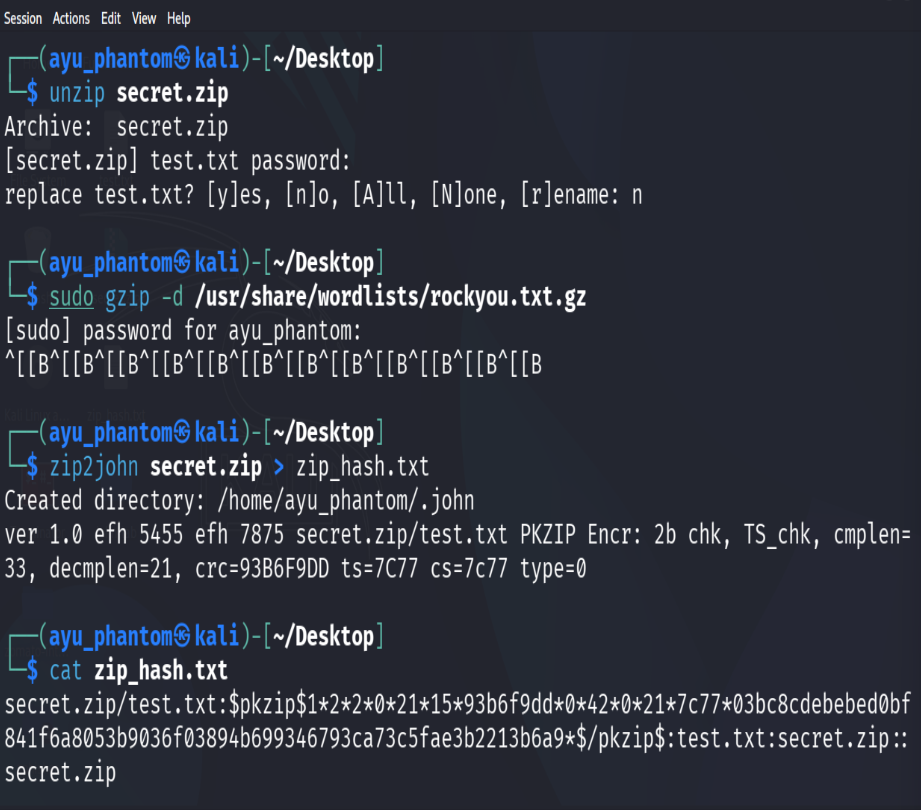 Session Actions Edit View Help
┌──(ayu_phantom㉿kali)-[~/Desktop]
└─$ unzip secret.zip
Archive:  secret.zip
[secret.zip] test.txt password:
replace test.txt? [y]es, [n]o, [A]ll, [N]one, [r]ename: n
┌──(ayu_phantom㉿kali)-[~/Desktop]
└─$ sudo gzip -d /usr/share/wordlists/rockyou.txt.gz
[sudo] password for ayu_phantom:
^[[B^[[B^[[B^[[B^[[B^[[B^[[B^[[B^[[B^[[B^[[B^[[B
┌──(ayu_phantom㉿kali)-[~/Desktop]
└─$ zip2john secret.zip > zip_hash.txt
Created directory: /home/ayu_phantom/.john
ver 1.0 efh 5455 efh 7875 secret.zip/test.txt PKZIP Encr: 2b chk, TS_chk, cmplen=
33, decmplen=21, crc=93B6F9DD ts=7C77 cs=7c77 type=0
┌──(ayu_phantom㉿kali)-[~/Desktop]
└─$ cat zip_hash.txt
secret.zip/test.txt:$pkzip$1*2*2*0*21*15*93b6f9dd*0*42*0*21*7c77*03bc8cdebebed0bf
841f6a8053b9036f03894b699346793ca73c5fae3b2213b6a9*$/pkzip$:test.txt:secret.zip::
secret.zip